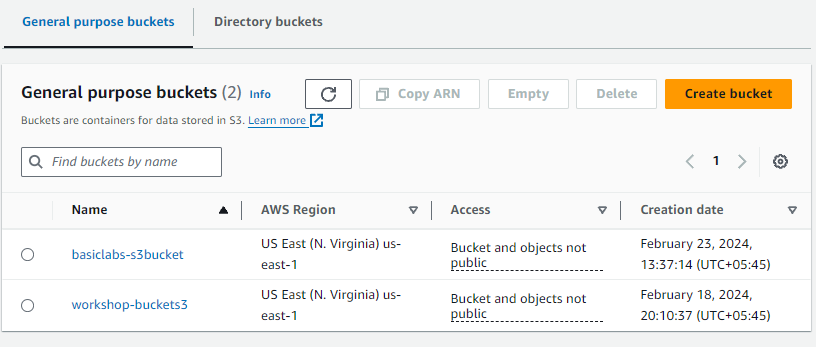 General purpose buckets Directory buckets
General purpose buckets (2) Info Copy ARN Empty Delete Create bucket
Buckets are containers for data stored in S3. Learn more
Find buckets by name 1
Name AWS Region Access Creation date
basiclabs-s3bucket US East (N. Virginia) us-east-1 Bucket and objects not public February 23, 2024, 13:37:14 (UTC+05:45)
workshop-buckets3 US East (N. Virginia) us-east-1 Bucket and objects not public February 18, 2024, 20:10:37 (UTC+05:45)